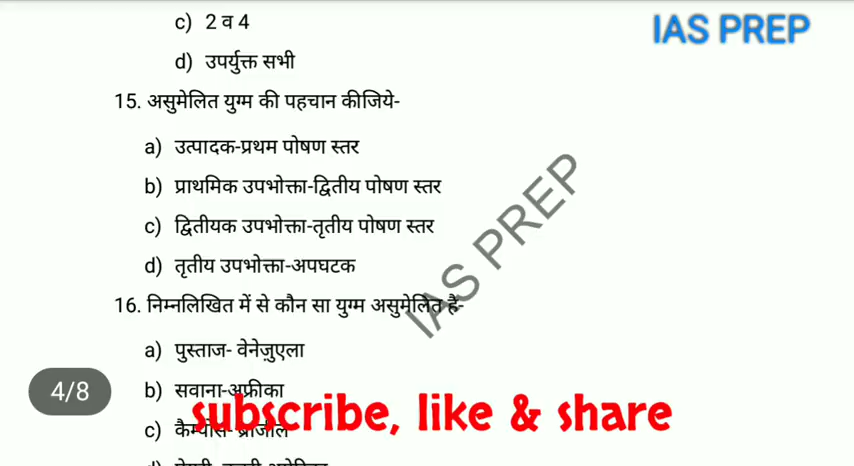 c) 2 व 4
IAS PREP
d) उपर्युक्त सभी
15. असुमेलित युग्म की पहचान कीजिये-
a) उत्पादक-प्रथम पोषण स्तर
b) प्राथमिक उपभोक्ता-द्वितीय पोषण स्तर
c) द्वितीयक उपभोक्ता-तृतीय पोषण स्तर
d) तृतीय उपभोक्ता-अपघटक
IAS PREP
16. निम्नलिखित में से कौन सा युग्म असुमेलित है-
a) पुस्ताज- वेनेजुएला
4/8
b) सवाना-अफ्रीका
subscribe, like & share
c) कैम्पोस- ब्राजील